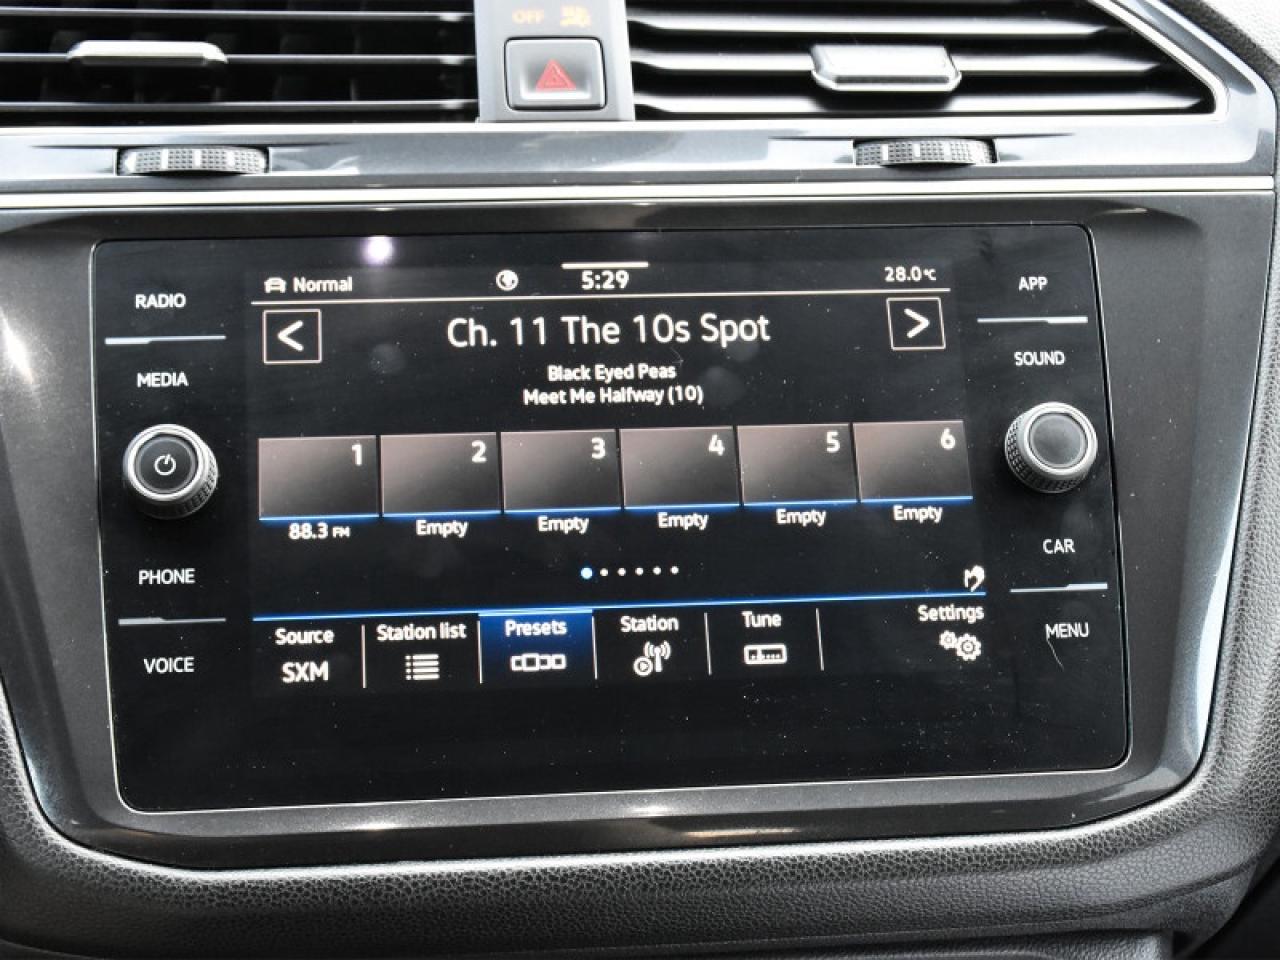 OFF
RADIO
MEDIA
PHONE
VOICE
Normal
5:29
28.0°C
Ch. 11 The 10s Spot
Black Eyed Peas
Meet Me Halfway (10)
1 2 3 4 5 6
88.3 FM Empty Empty Empty Empty Empty
Source Station list Presets Station Tune Settings
SXM
APP
SOUND
CAR
MENU